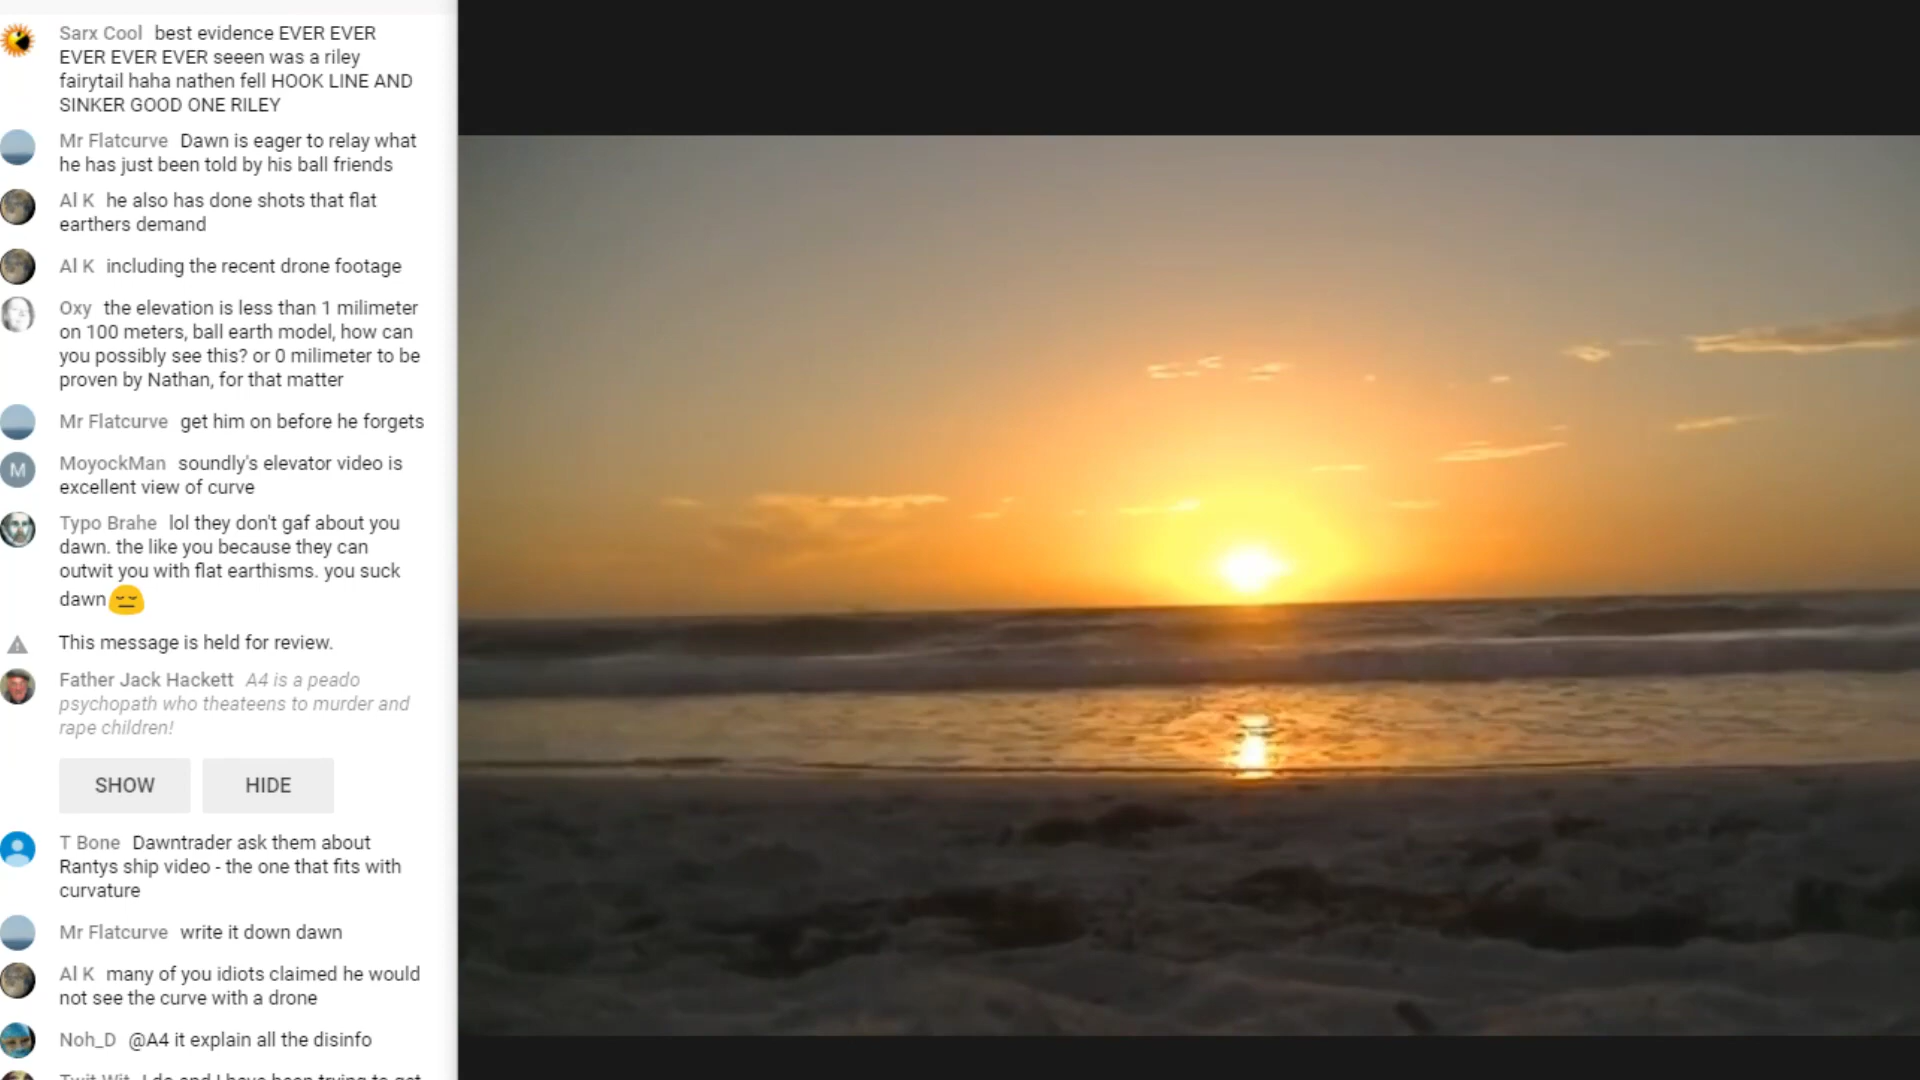 Sarx Cool best evidence EVER EVER
EVER EVER EVER seeen was a riley
fairytail haha nathen fell HOOK LINE AND
SINKER GOOD ONE RILEY
Mr Flatcurve Dawn is eager to relay what
he has just been told by his ball friends
Al K he also has done shots that flat
earthers demand
Al K including the recent drone footage
Oxy the elevation is less than 1 milimeter
on 100 meters, ball earth model, how can
you possibly see this? or 0 milimeter to be
proven by Nathan, for that matter
Mr Flatcurve get him on before he forgets
M
MoyockMan soundly's elevator video is
excellent view of curve
Typo Brahe lol they don't gaf about you
dawn. the like you because they can
outwit you with flat earthisms. you suck
dawn
This message is held for review.
Father Jack Hackett A4 is a peado
psychopath who theateens to murder and
rape children!
SHOW HIDE
T Bone Dawntrader ask them about
Rantys ship video - the one that fits with
curvature
Mr Flatcurve write it down dawn
Al K many of you idiots claimed he would
not see the curve with a drone
Noh_D @A4 it explain all the disinfo
Twit Wit I do and I have been trying to get